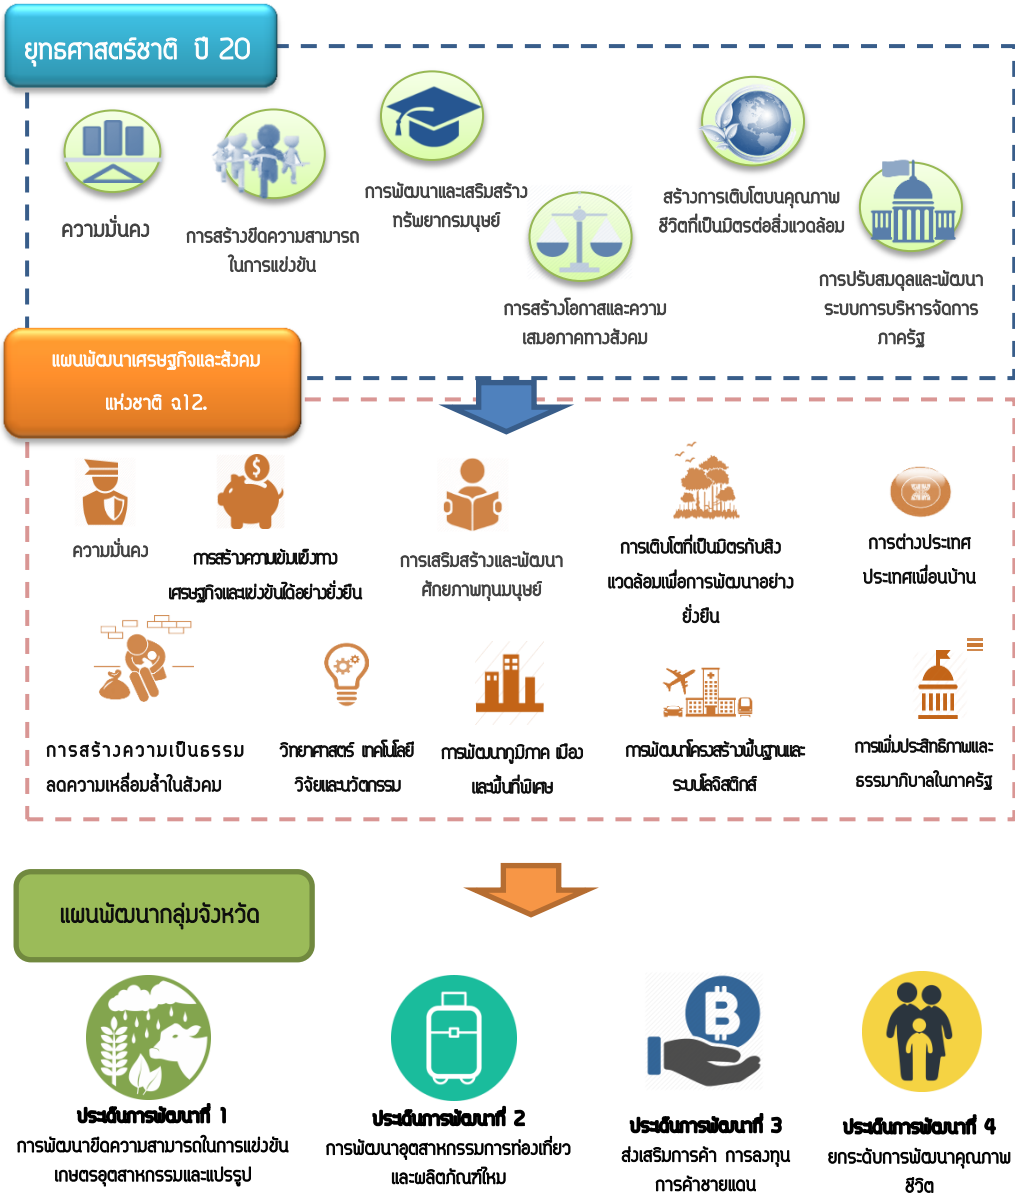 ยุทธศาสตร์ชาติ ปี 20
ความมั่นคง
การสร้างขีดความสามารถ
ในการแข่งขัน
การพัฒนาและเสริมสร้าง
ทรัพยากรมนุษย์
การสร้างโอกาสและความ
เสมอภาคทางสังคม
สร้างการเติบโตบนคุณภาพ
ชีวิตที่เป็นมิตรต่อสิ่งแวดล้อม
การปรับสมดุลและพัฒนา
ระบบการบริหารจัดการ
ภาครัฐ
แผนพัฒนาเศรษฐกิจและสังคม
แห่งชาติ ฉ12.
ความมั่นคง
การสร้างความเข้มแข็งทาง
เศรษฐกิจและแข่งขันได้อย่างยั่งยืน
การเสริมสร้างและพัฒนา
ศักยภาพทุนมนุษย์
การเติบโตที่เป็นมิตรกับสิ่ง
แวดล้อมเพื่อการพัฒนาอย่าง
ยั่งยืน
การต่างประเทศ
ประเทศเพื่อนบ้าน
การสร้างความเป็นธรรม
ลดความเหลื่อมล้ำในสังคม
วิทยาศาสตร์ เทคโนโลยี
วิจัยและนวัตกรรม
การพัฒนาภูมิภาค เมือง
และพื้นที่พิเศษ
การพัฒนาโครงสร้างพื้นฐานและ
ระบบโลจิสติกส์
การเพิ่มประสิทธิภาพและ
ธรรมาภิบาลในภาครัฐ
แผนพัฒนากลุ่มจังหวัด
ประเด็นการพัฒนาที่ 1
การพัฒนาขีดความสามารถในการแข่งขัน
เกษตรอุตสาหกรรมและแปรรูป
ประเด็นการพัฒนาที่ 2
การพัฒนาอุตสาหกรรมการท่องเที่ยว
และผลิตภัณฑ์ใหม่
ประเด็นการพัฒนาที่ 3
ส่งเสริมการค้า การลงทุน
การค้าชายแดน
ประเด็นการพัฒนาที่ 4
ยกระดับการพัฒนาคุณภาพ
ชีวิต